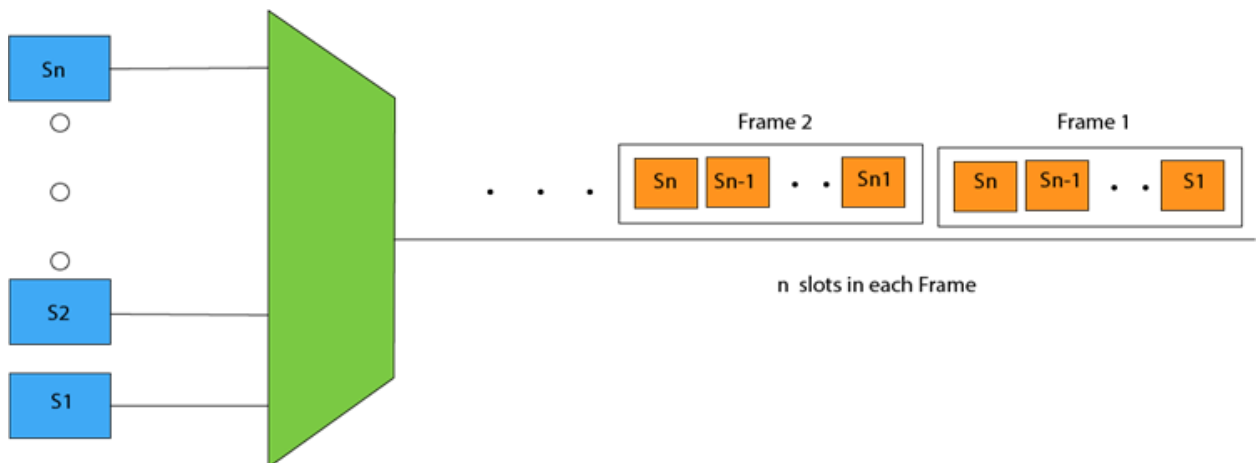 Sn
S2
S1
Frame 2
Sn Sn-1 . . Sn1
Frame 1
Sn Sn-1 . . S1
. . .
n slots in each Frame